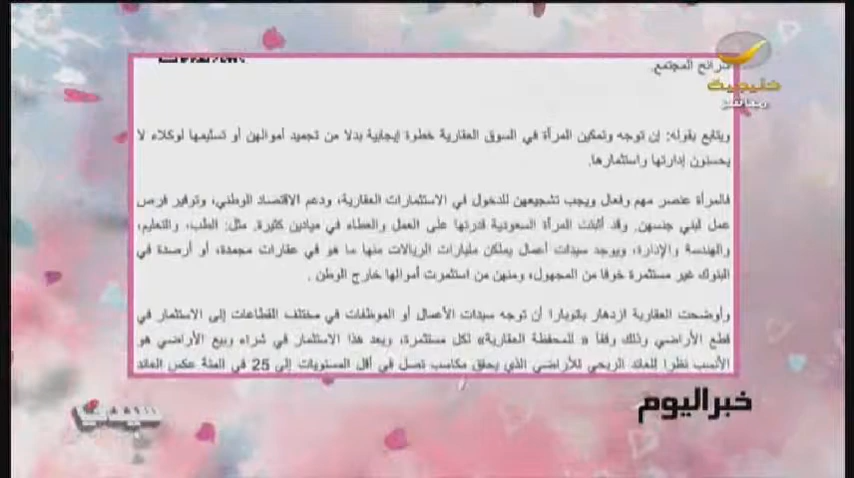 شرائح المجتمع.
ويتابع بقوله: إن توجه وتمكين المرأة في السوق العقارية خطوة إيجابية بدلا من تجميد أموالهن أو تسليمها لوكلاء لا
يحسنون إدارتها واستثمارها.
فالمرأة عنصر مهم وفعال ويجب تشجيعهن للدخول في الاستثمارات العقارية، ودعم الاقتصاد الوطني، وتوفير فرص
عمل لبني جنسهن. وقد أثبتت المرأة السعودية قدرتها على العمل والعطاء في ميادين كثيرة. مثل: الطب، والتعليم،
والهندسة والإدارة، ويوجد سيدات أعمال يملكن مليارات الريالات منها ما هو في عقارات مجمدة، أو أرصدة في
البنوك غير مستثمرة خوفا من المجهول، ومنهن من استثمرت أموالها خارج الوطن .
وأوضحت العقارية ازدهار باتوبارا أن توجه سيدات الأعمال أو الموظفات في مختلف القطاعات إلى الاستثمار في
قطع الأراضي وذلك وفقا « للمحفظة العقارية» لكل مستثمرة، ويعد هذا الاستثمار في شراء وبيع الأراضي هو
الأنسب نظرا للعائد الربحي للأراضي الذي يحقق مكاسب تصل في أقل المستويات إلى 25 في المئة عكس العائد
خليجية
مباشر
خبر اليوم
سيدتي